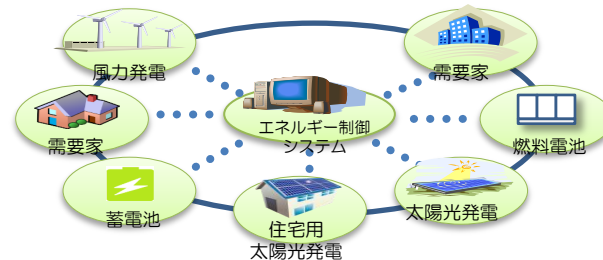 風力発電
需要家
需要家
エネルギー制御
システム
燃料電池
蓄電池
住宅用
太陽光発電
太陽光発電